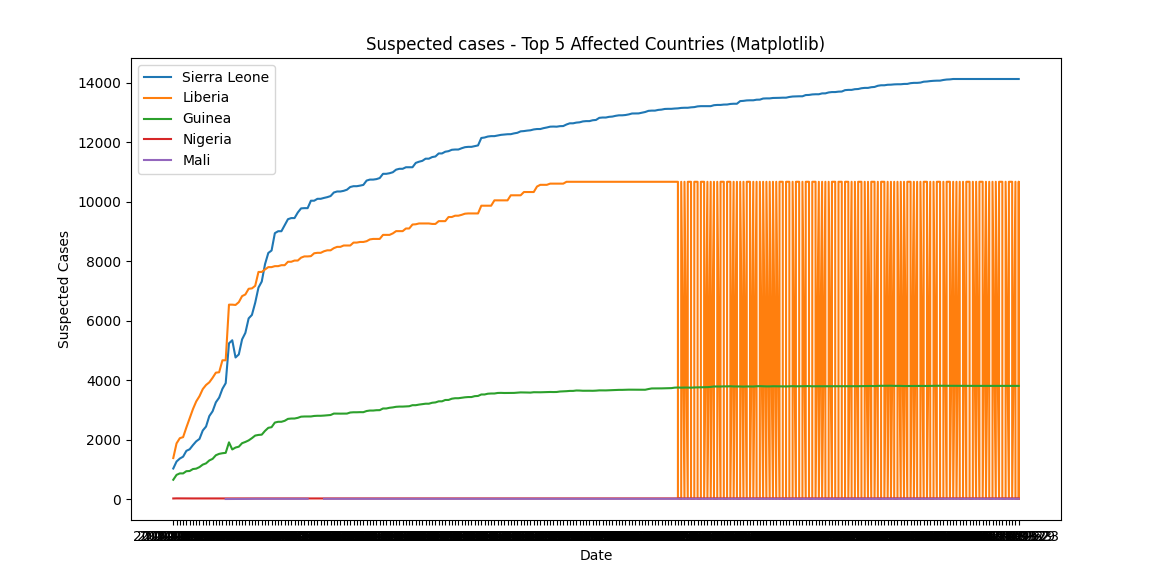 Suspected cases - Top 5 Affected Countries (Matplotlib)
Sierra Leone
Liberia
Guinea
Nigeria
Mali
14000
12000
10000
8000
6000
4000
2000
0
Suspected Cases
Date